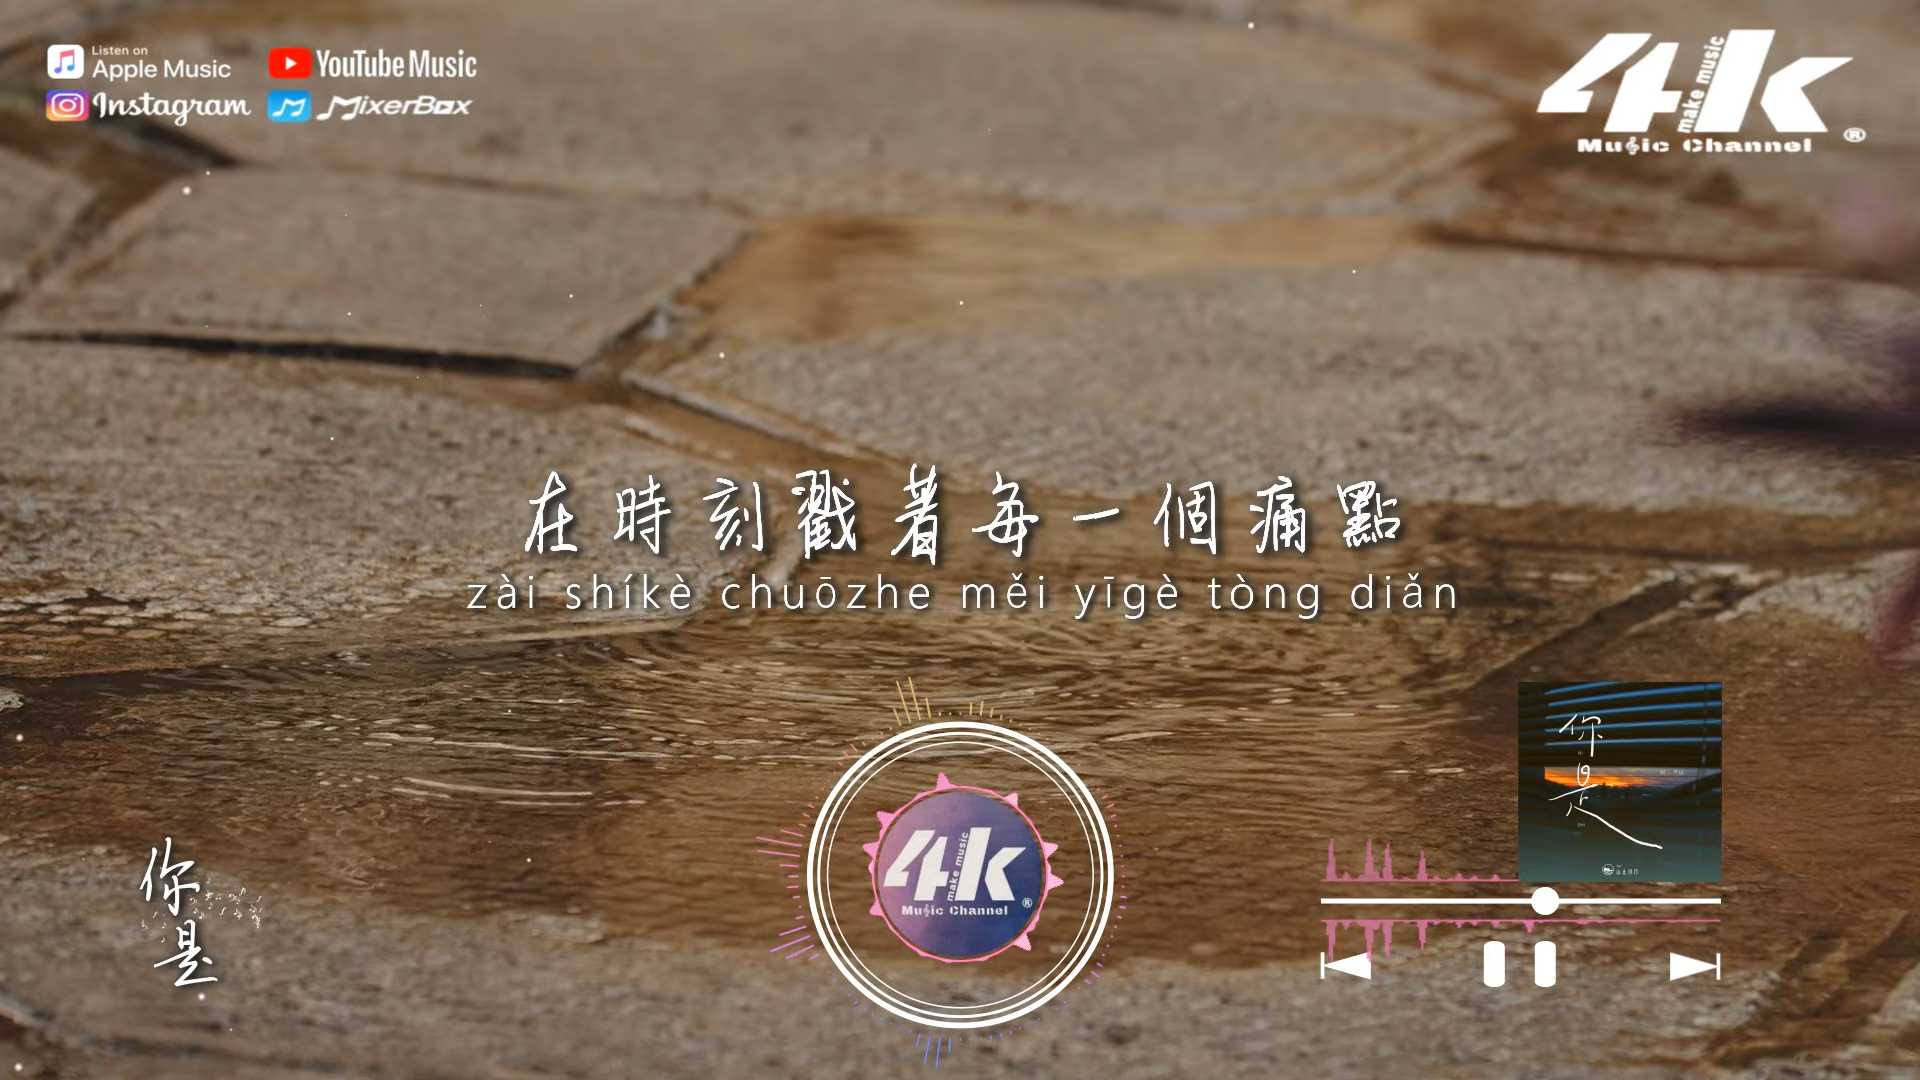 Listen on
Apple Music
YouTube Music
Instagram
MixerBox
4k
make music
Music Channel
®
在時刻戳著每一個痛點
zài shíkè chuōzhe měi yīgè tòng diǎn
你
是
4k
make music
Music Channel
®
你
NI
是
SHI